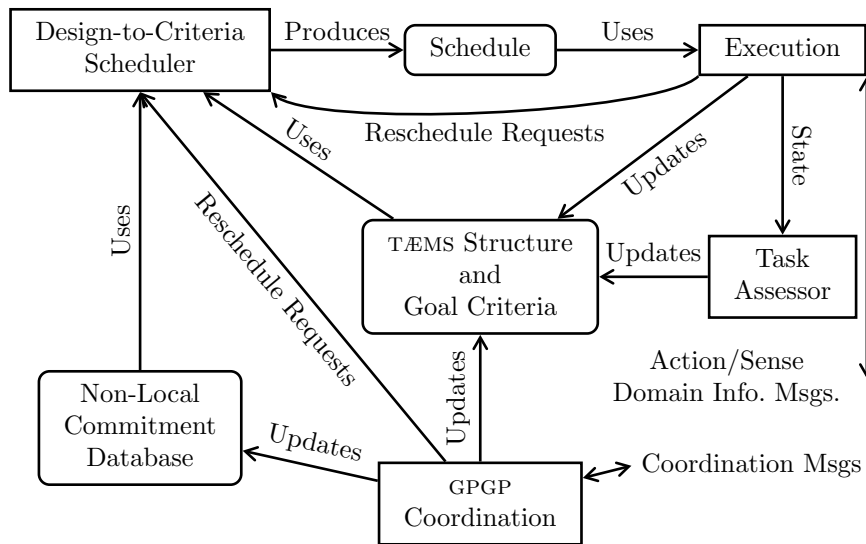 Design-to-Criteria
Scheduler
Produces
Schedule
Uses
Execution
Reschedule Requests
Uses
Updates
State
Uses
Reschedule Requests
TÆMS Structure
and
Goal Criteria
Updates
Task
Assessor
Action/Sense
Domain Info. Msgs.
Non-Local
Commitment
Database
Updates
Updates
GPGP
Coordination
Coordination Msgs